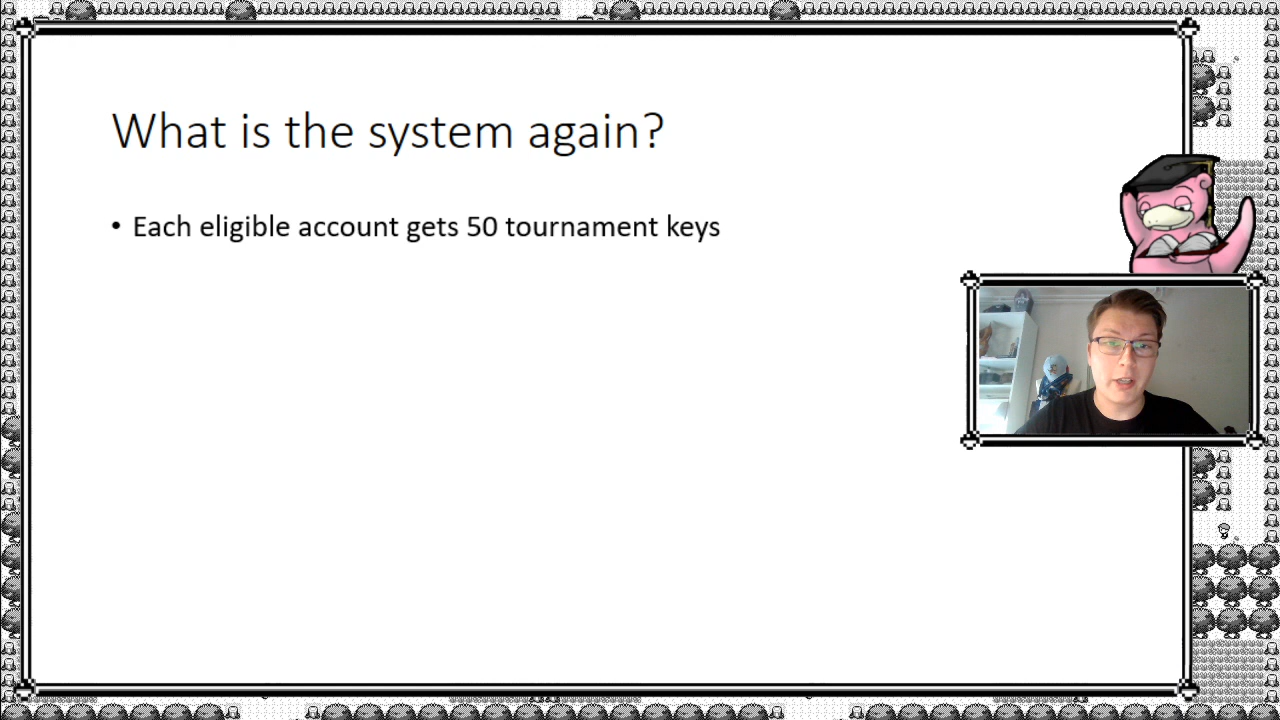 What is the system again?
• Each eligible account gets 50 tournament keys